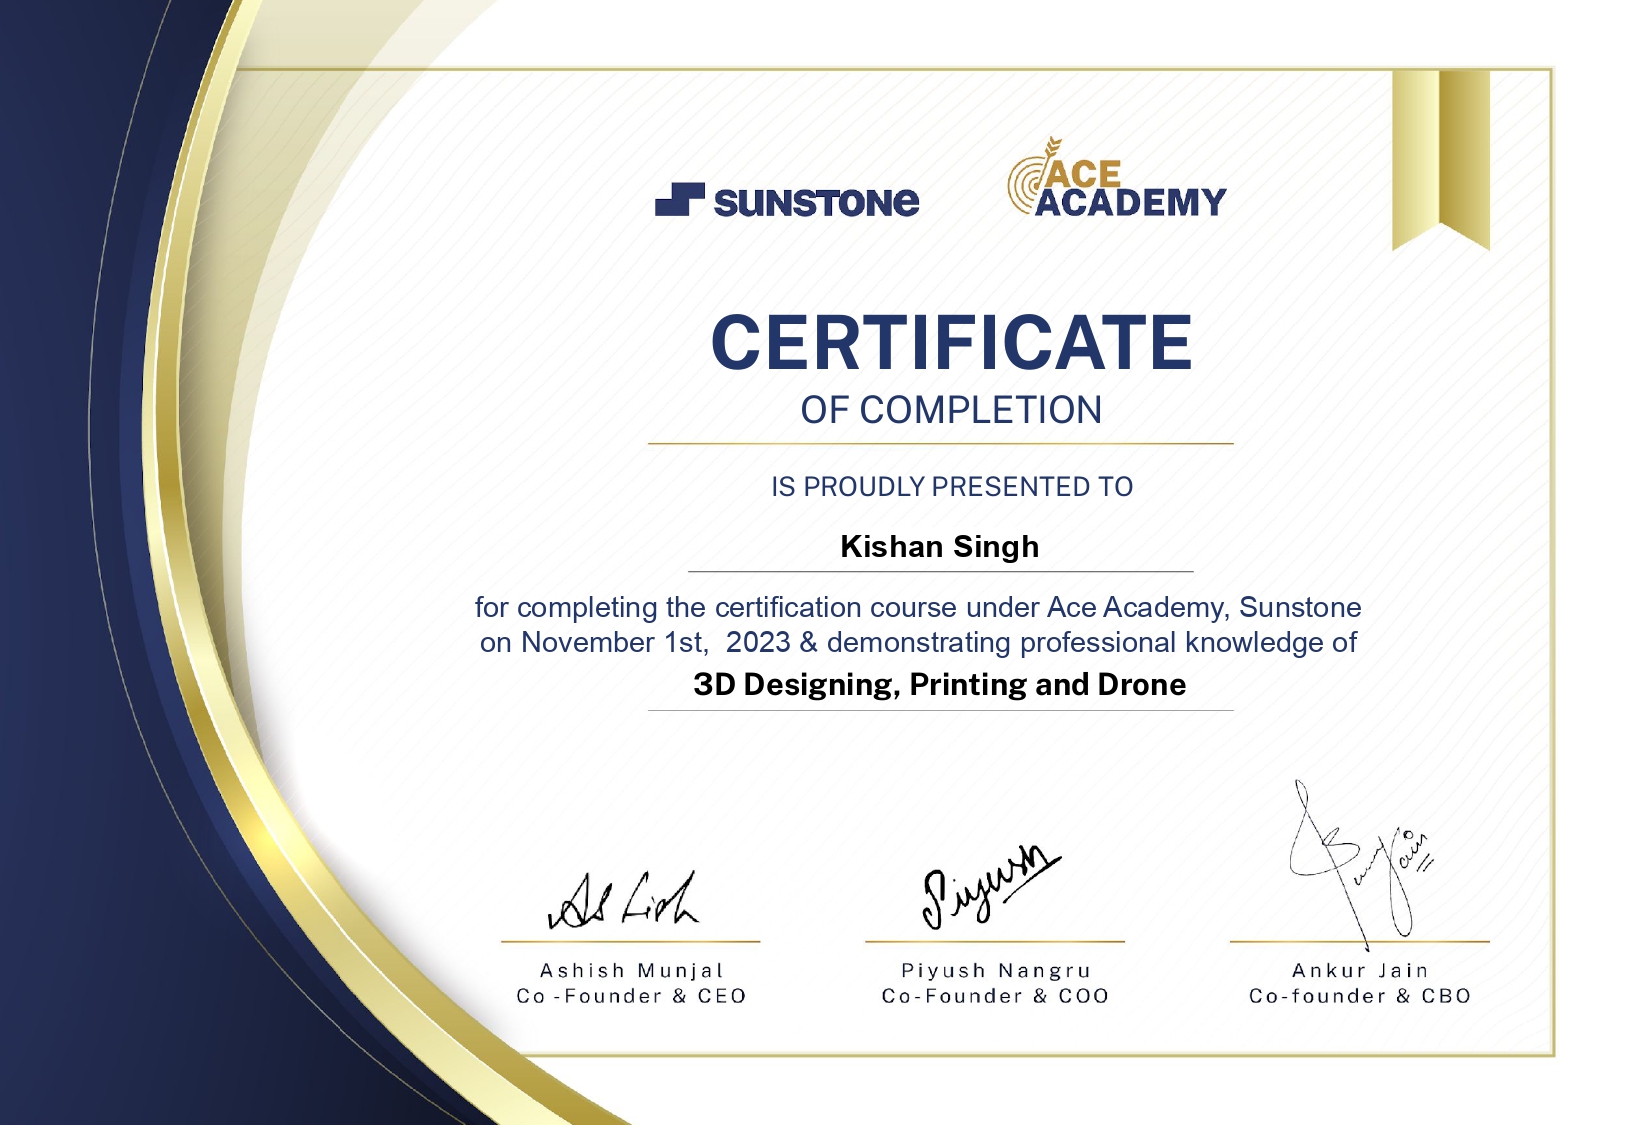 SUNSTONE
ACE
ACADEMY
CERTIFICATE
OF COMPLETION
IS PROUDLY PRESENTED TO
Kishan Singh
for completing the certification course under Ace Academy, Sunstone
on November 1st,  2023 & demonstrating professional knowledge of
3D Designing, Printing and Drone
Ashish
Piyush
Jain
Ashish Munjal
Piyush Nangru
Ankur Jain
Co -Founder & CEO
Co-Founder & COO
Co-founder & CBO